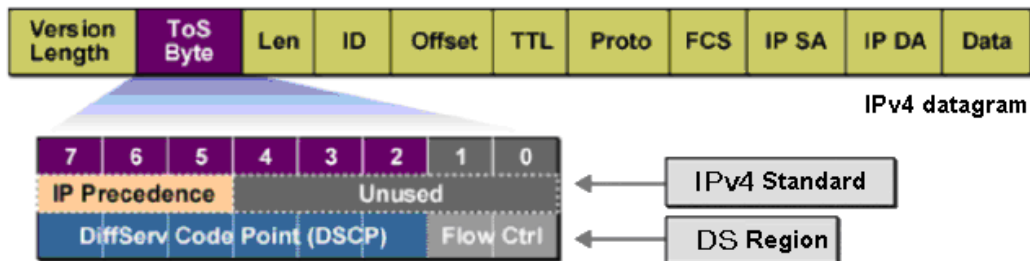 Version Length ToS Byte Len ID Offset TTL Proto FCS IP SA IP DA Data
IPv4 datagram
7 6 5 4 3 2 1 0
IP Precedence Unused IPv4 Standard
DiffServ Code Point (DSCP) Flow Ctrl DS Region